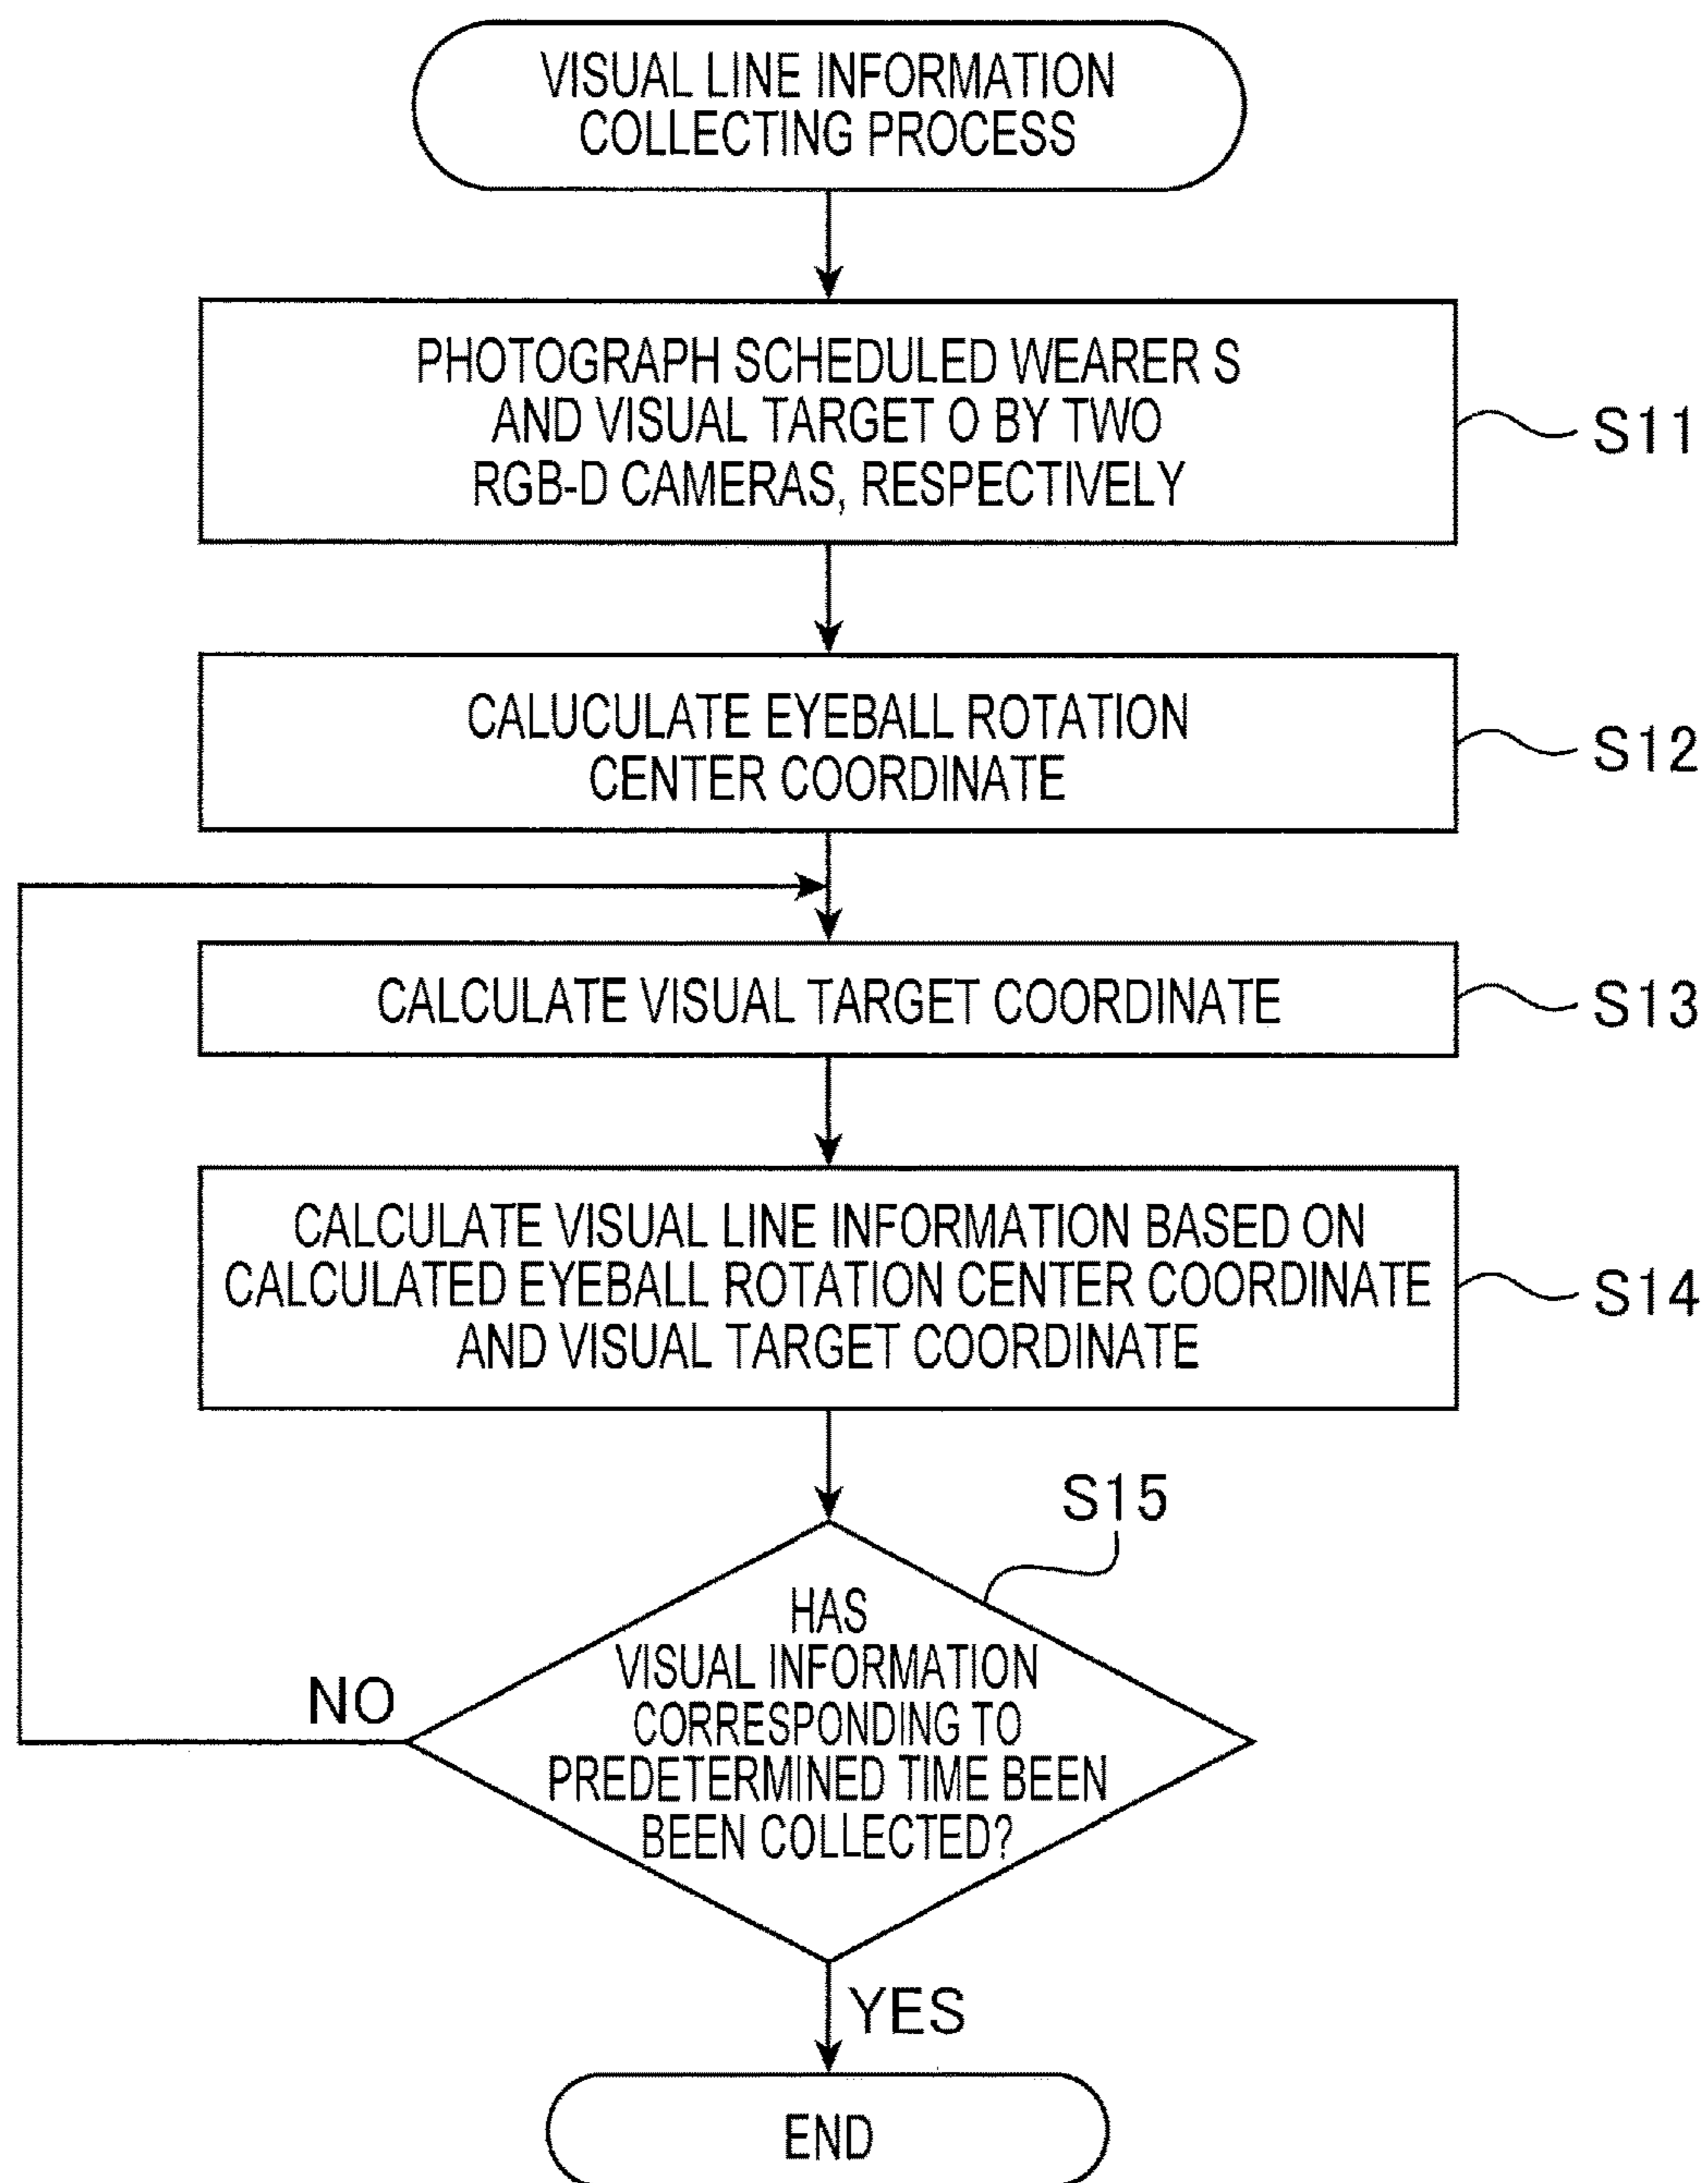 VISUAL LINE INFORMATION
COLLECTING PROCESS
PHOTOGRAPH SCHEDULED WEARER S
AND VISUAL TARGET O BY TWO
RGB-D CAMERAS, RESPECTIVELY
S11
CALUCULATE EYEBALL ROTATION
CENTER COORDINATE
S12
CALCULATE VISUAL TARGET COORDINATE
S13
CALCULATE VISUAL LINE INFORMATION BASED ON
CALCULATED EYEBALL ROTATION CENTER COORDINATE
AND VISUAL TARGET COORDINATE
S14
S15
HAS
VISUAL INFORMATION
CORRESPONDING TO
PREDETERMINED TIME BEEN
BEEN COLLECTED?
NO
YES
END